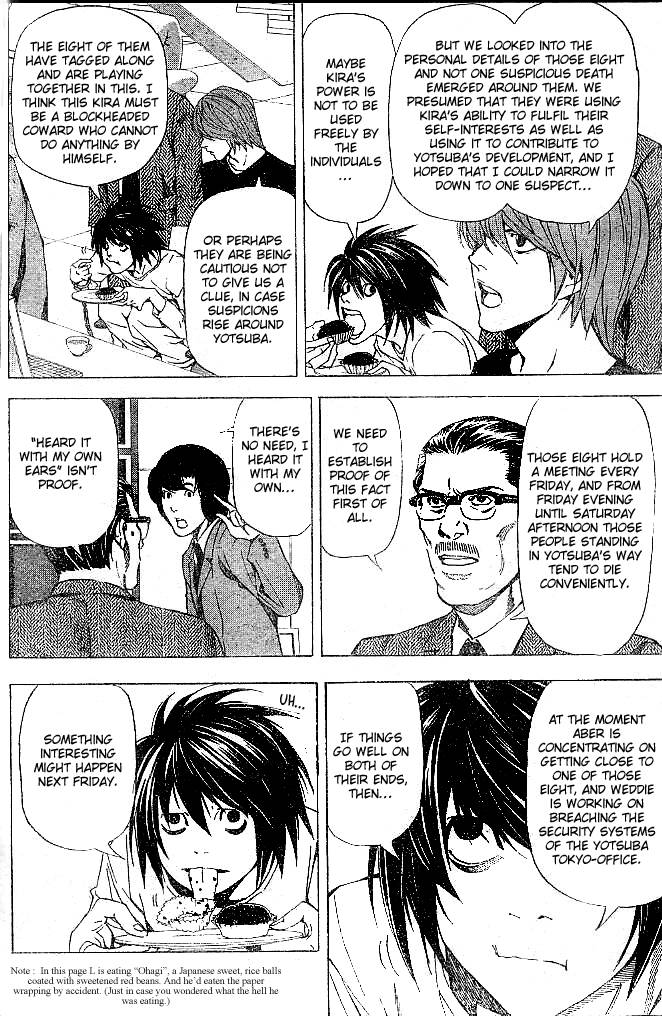 BUT WE LOOKED INTO THE
PERSONAL DETAILS OF THOSE EIGHT
AND NOT ONE SUSPICIOUS DEATH
EMERGED AROUND THEM. WE
PRESUMED THAT THEY WERE USING
KIRA'S ABILITY TO FULFIL THEIR
SELF-INTERESTS AS WELL AS
USING IT TO CONTRIBUTE TO
YOTSUBA'S DEVELOPMENT, AND I
HOPED THAT I COULD NARROW IT
DOWN TO ONE SUSPECT...
MAYBE
KIRA'S
POWER IS
NOT TO BE
USED
FREELY BY
THE
INDIVIDUALS
...
THE EIGHT OF THEM
HAVE TAGGED ALONG
AND ARE PLAYING
TOGETHER IN THIS. I
THINK THIS KIRA MUST
BE A BLOCKHEADED
COWARD WHO CANNOT
DO ANYTHING BY
HIMSELF.
OR PERHAPS
THEY ARE BEING
CAUTIOUS NOT
TO GIVE US A
CLUE, IN CASE
SUSPICIONS
RISE AROUND
YOTSUBA.
THOSE EIGHT HOLD
A MEETING EVERY
FRIDAY, AND FROM
FRIDAY EVENING
UNTIL SATURDAY
AFTERNOON THOSE
PEOPLE STANDING
IN YOTSUBA'S WAY
TEND TO DIE
CONVENIENTLY.
WE NEED
TO
ESTABLISH
PROOF OF
THIS FACT
FIRST OF
ALL.
THERE'S
NO NEED, I
HEARD IT
WITH MY
OWN...
"HEARD IT
WITH MY OWN
EARS" ISN'T
PROOF.
AT THE MOMENT
ABER IS
CONCENTRATING ON
GETTING CLOSE TO
ONE OF THOSE
EIGHT, AND WEDDIE
IS WORKING ON
BREACHING THE
SECURITY SYSTEMS
OF THE YOTSUBA
TOKYO-OFFICE.
IF THINGS
GO WELL ON
BOTH OF
THEIR ENDS,
THEN...
UH...
SOMETHING
INTERESTING
MIGHT HAPPEN
NEXT FRIDAY.
Note : In this page L is eating "Ohagi", a Japanese sweet, rice balls
coated with sweetened red beans. And he'd eaten the paper
wrapping by accident. (Just in case you wondered what the hell he
was eating.)